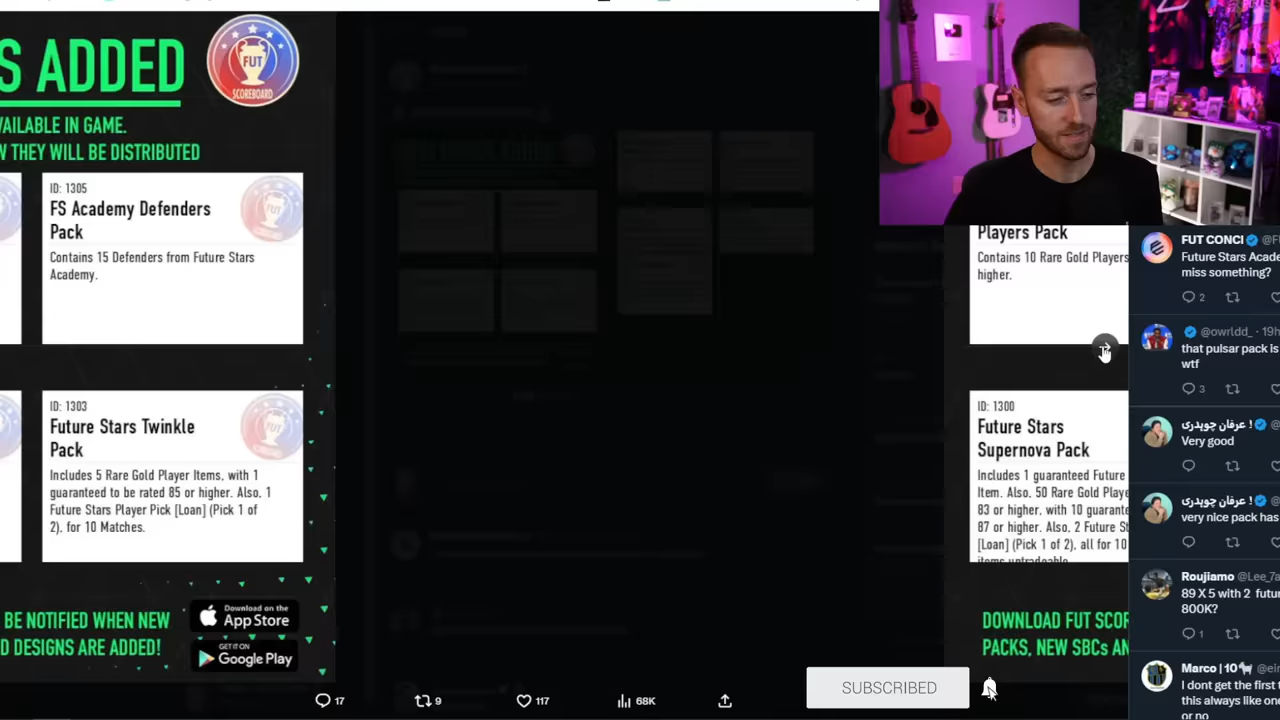 S ADDED
FUT
SCOREBOARD
VAILABLE IN GAME.
W THEY WILL BE DISTRIBUTED
ID: 1305
FS Academy Defenders
Pack
Contains 15 Defenders from Future Stars
Academy.
ID: 1303
Future Stars Twinkle
Pack
Includes 5 Rare Gold Player Items, with 1
guaranteed to be rated 85 or higher. Also, 1
Future Stars Player Pick [Loan] (Pick 1 of
2), for 10 Matches.
BE NOTIFIED WHEN NEW
D DESIGNS ARE ADDED!
Download on the
App Store
GET IT ON
Google Play
17
9
117
68K
Players Pack
Contains 10 Rare Gold Players
higher.
ID: 1300
Future Stars
Supernova Pack
Includes 1 guaranteed Future
Item. Also, 50 Rare Gold Playe
83 or higher, with 10 guarante
87 or higher. Also, 2 Future St
[Loan] (Pick 1 of 2), all for 10
items untradeable
DOWNLOAD FUT SCOR
PACKS, NEW SBCs AN
SUBSCRIBED
FUT CONCI @F
Future Stars Acade
miss something?
2
@owrldd_ · 19h
that pulsar pack is
wtf
3
عرفان چوہدری ! @
Very good
عرفان چوہدری ! @
very nice pack has
Roujiamo @Lee_7a
89 X 5 with 2 futur
800K?
1
Marco | 10 @eir
I dont get the first t
this always like one
or no